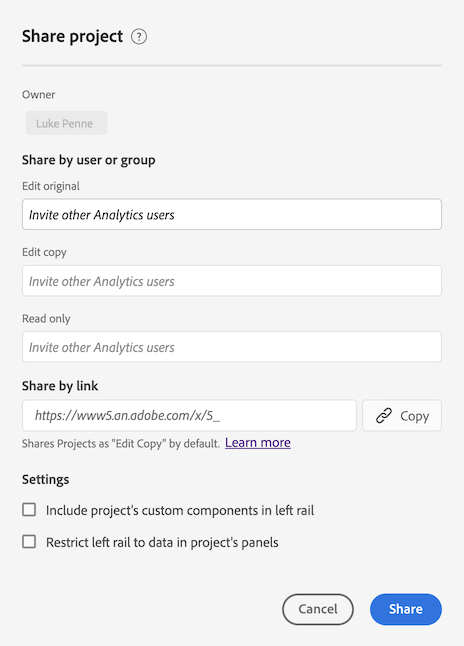 Share project ?
Owner
Luke Penne
Share by user or group
Edit original
Invite other Analytics users
Edit copy
Invite other Analytics users
Read only
Invite other Analytics users
Share by link
https://www5.an.adobe.com/x/5_ Copy
Shares Projects as "Edit Copy" by default. Learn more
Settings
Include project's custom components in left rail
Restrict left rail to data in project's panels
Cancel Share